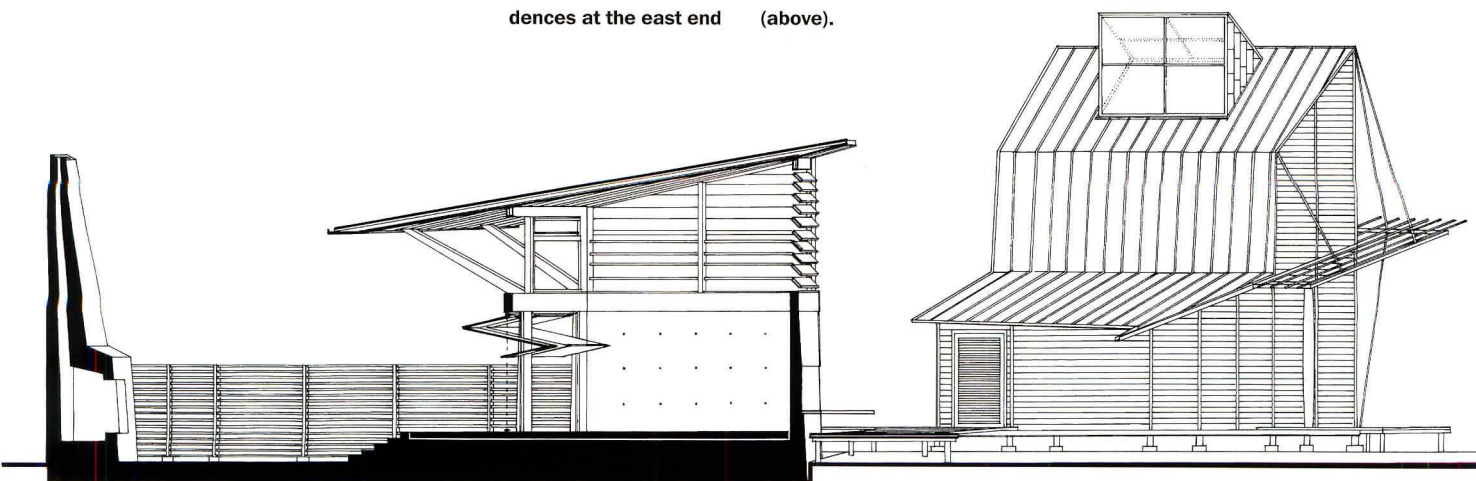 dences at the east end (above).